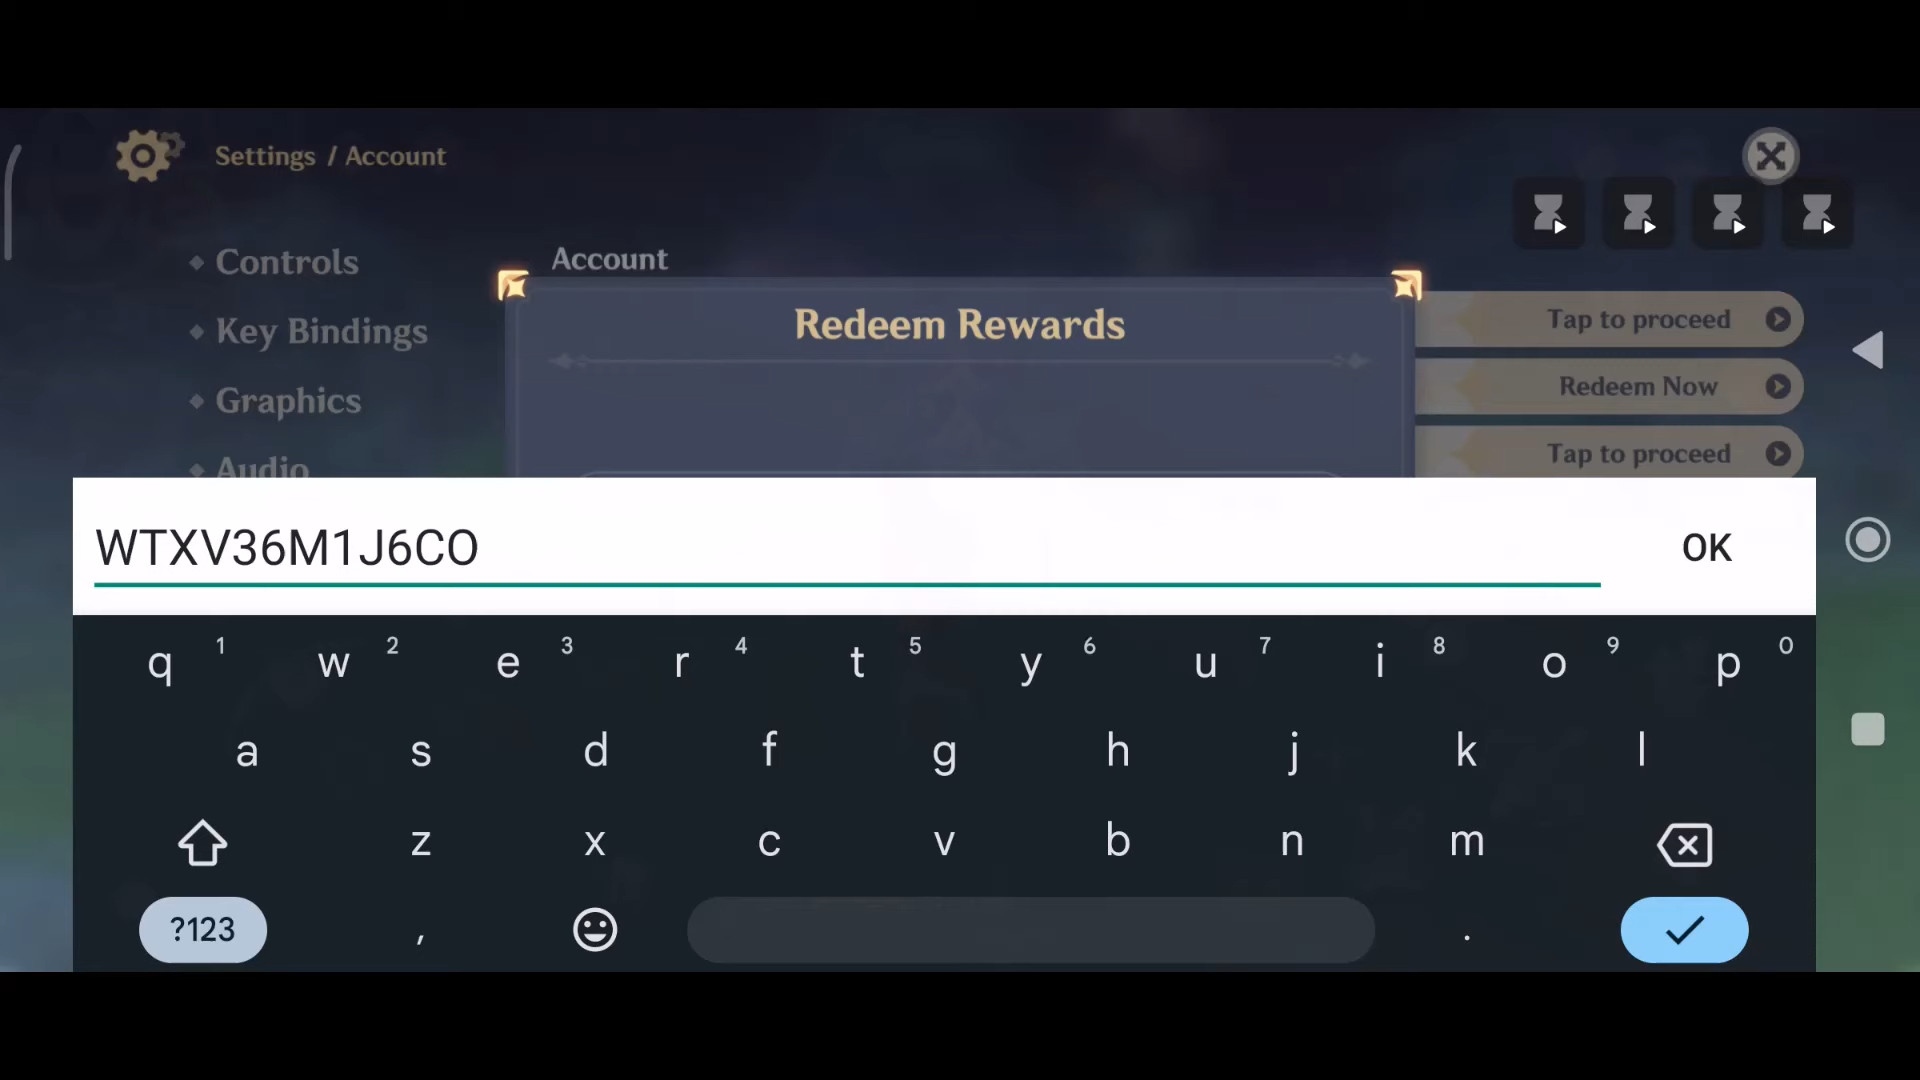 Settings / Account
Controls
Account
Redeem Rewards
Tap to proceed
Key Bindings
Redeem Now
Graphics
Tap to proceed
Audio
WTXV36M1J6CO
OK
q 1 w 2 e 3 r 4 t 5 y 6 u 7 i 8 o 9 p 0
a s d f g h j k l
z x c v b n m
?123 , .